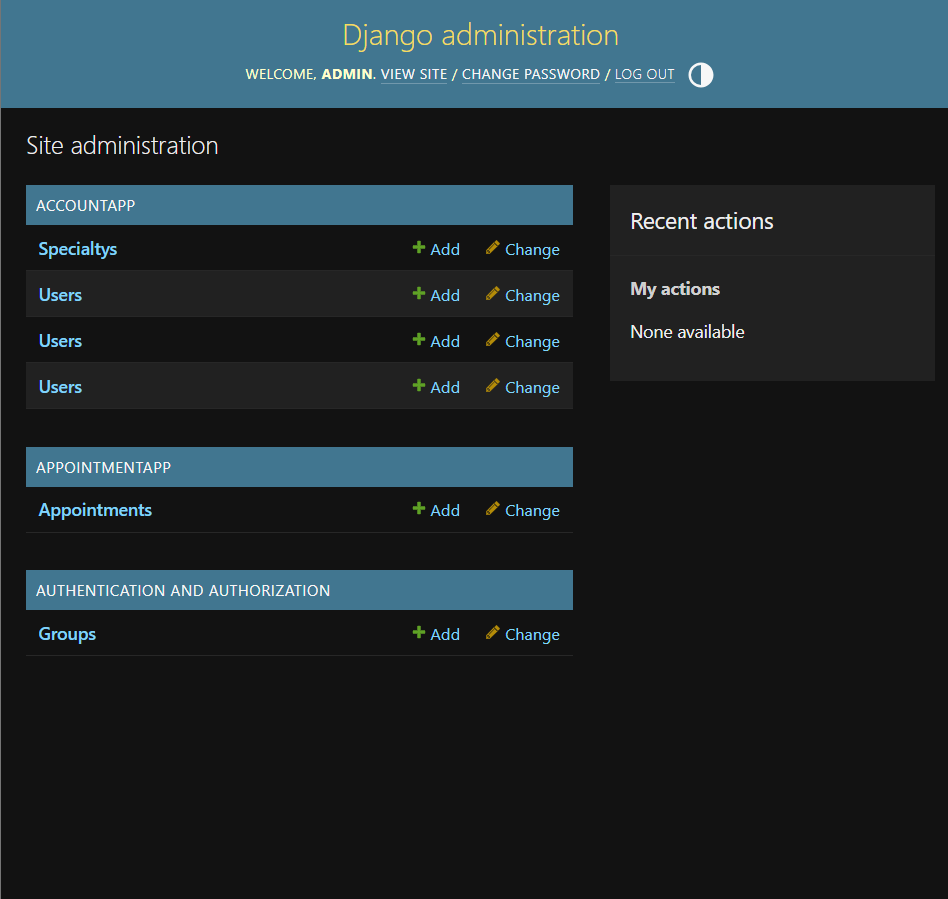 Django administration
WELCOME, ADMIN. VIEW SITE / CHANGE PASSWORD / LOG OUT
Site administration
ACCOUNTAPP
Specialtys Add Change
Users Add Change
Users Add Change
Users Add Change
APPOINTMENTAPP
Appointments Add Change
AUTHENTICATION AND AUTHORIZATION
Groups Add Change
Recent actions
My actions
None available